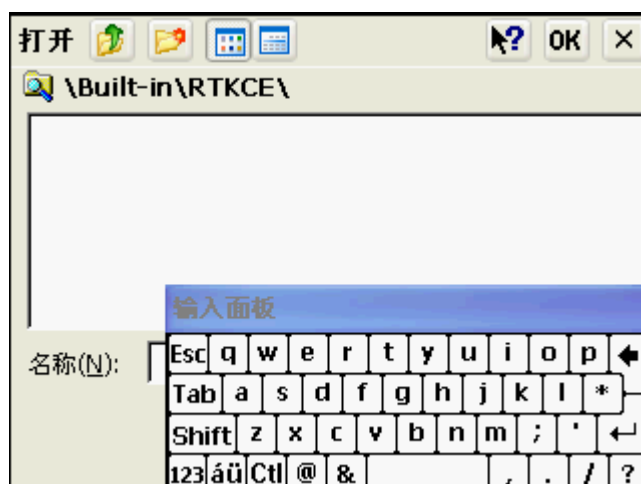 打开 OK ×
\Built-in\RTKCE\
输入面板
名称(N):
Esc q w e r t y u i o p
Tab a s d f g h j k l *
Shift z x c v b n m ; '
123 áü Ctl @ & , . / ?